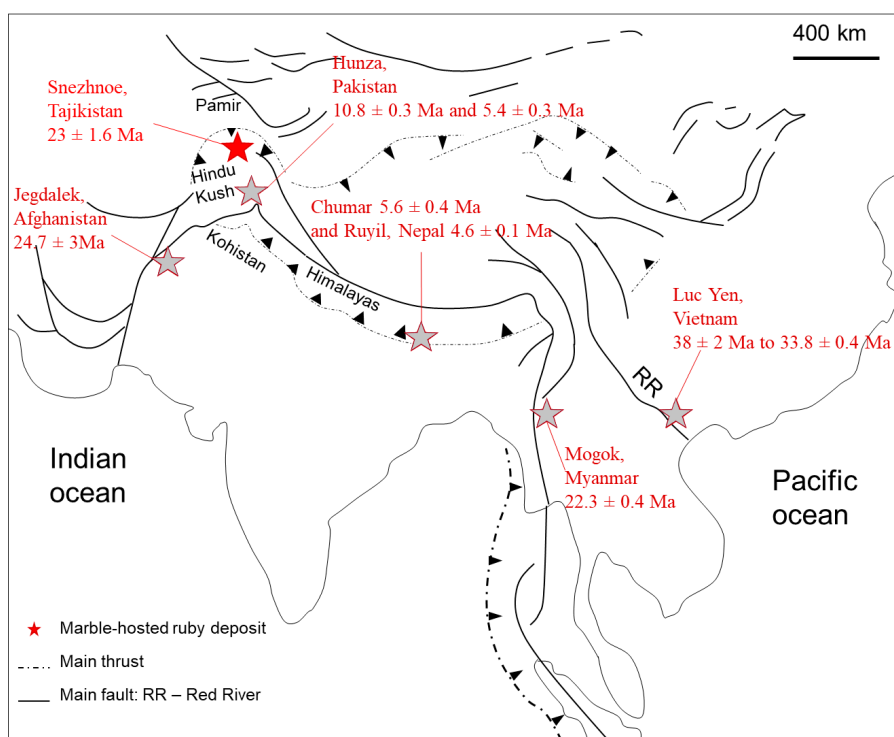 400 km
Hunza,
Pakistan
10.8 ± 0.3 Ma and 5.4 ± 0.3 Ma
Snezhnoe,
Tajikistan
23 ± 1.6 Ma
Pamir
Hindu
Kush
Jegdalek,
Afghanistan
24.7 ± 3Ma
Chumar 5.6 ± 0.4 Ma
and Ruyil, Nepal 4.6 ± 0.1 Ma
Kohistan
Himalayas
Luc Yen,
Vietnam
38 ± 2 Ma to 33.8 ± 0.4 Ma
RR
Indian
ocean
Mogok,
Myanmar
22.3 ± 0.4 Ma
Pacific
ocean
Marble-hosted ruby deposit
Main thrust
Main fault: RR – Red River